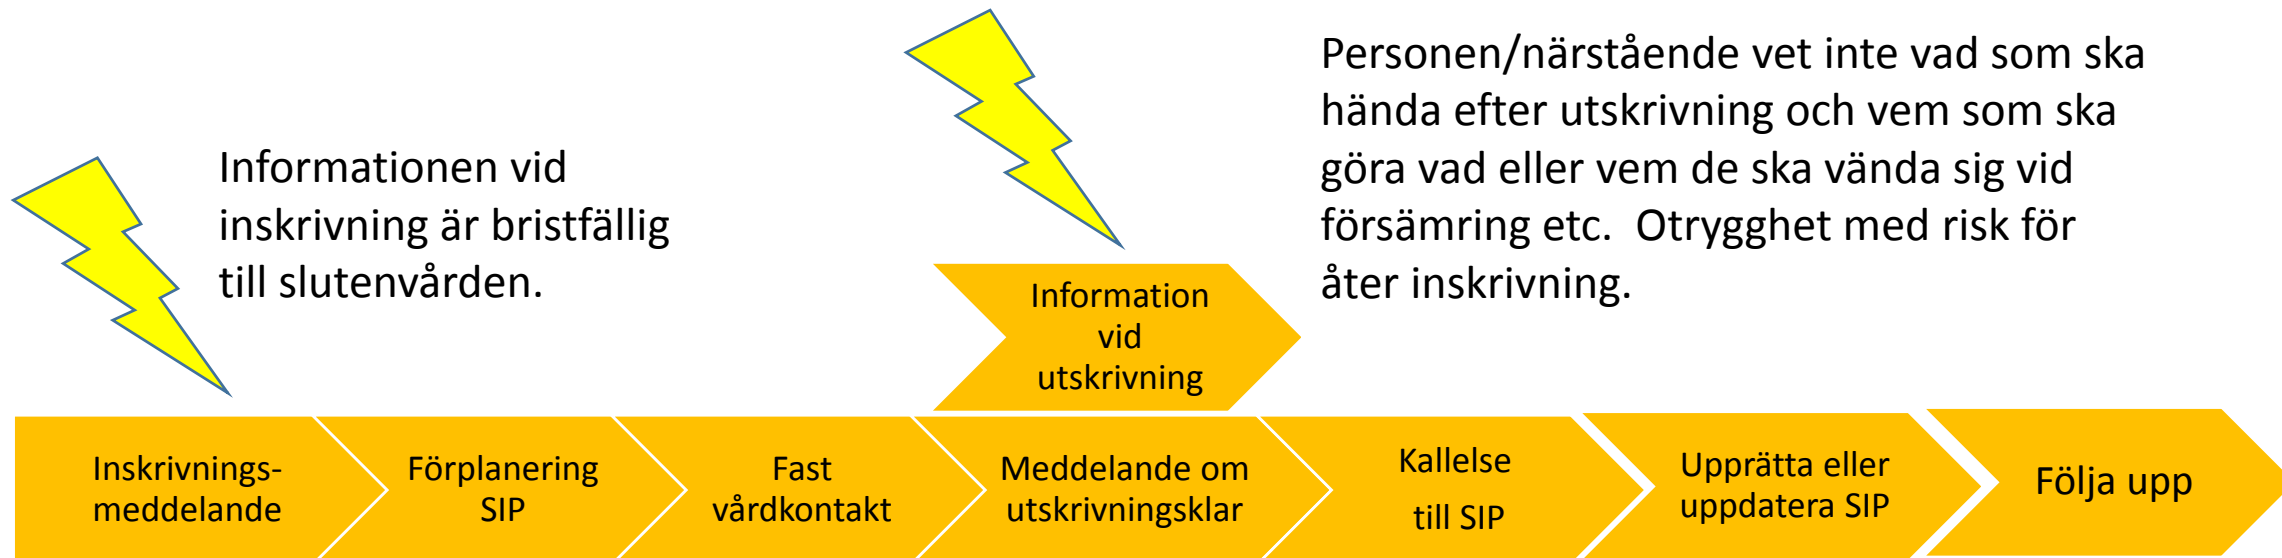 Informationen vid
inskrivning är bristfällig
till slutenvården.
Personen/närstående vet inte vad som ska
hända efter utskrivning och vem som ska
göra vad eller vem de ska vända sig vid
försämring etc.  Otrygghet med risk för
åter inskrivning.
Information
vid
utskrivning
Inskrivnings-
meddelande
Förplanering
SIP
Fast
vårdkontakt
Meddelande om
utskrivningsklar
Kallelse
till SIP
Upprätta eller
uppdatera SIP
Följa upp